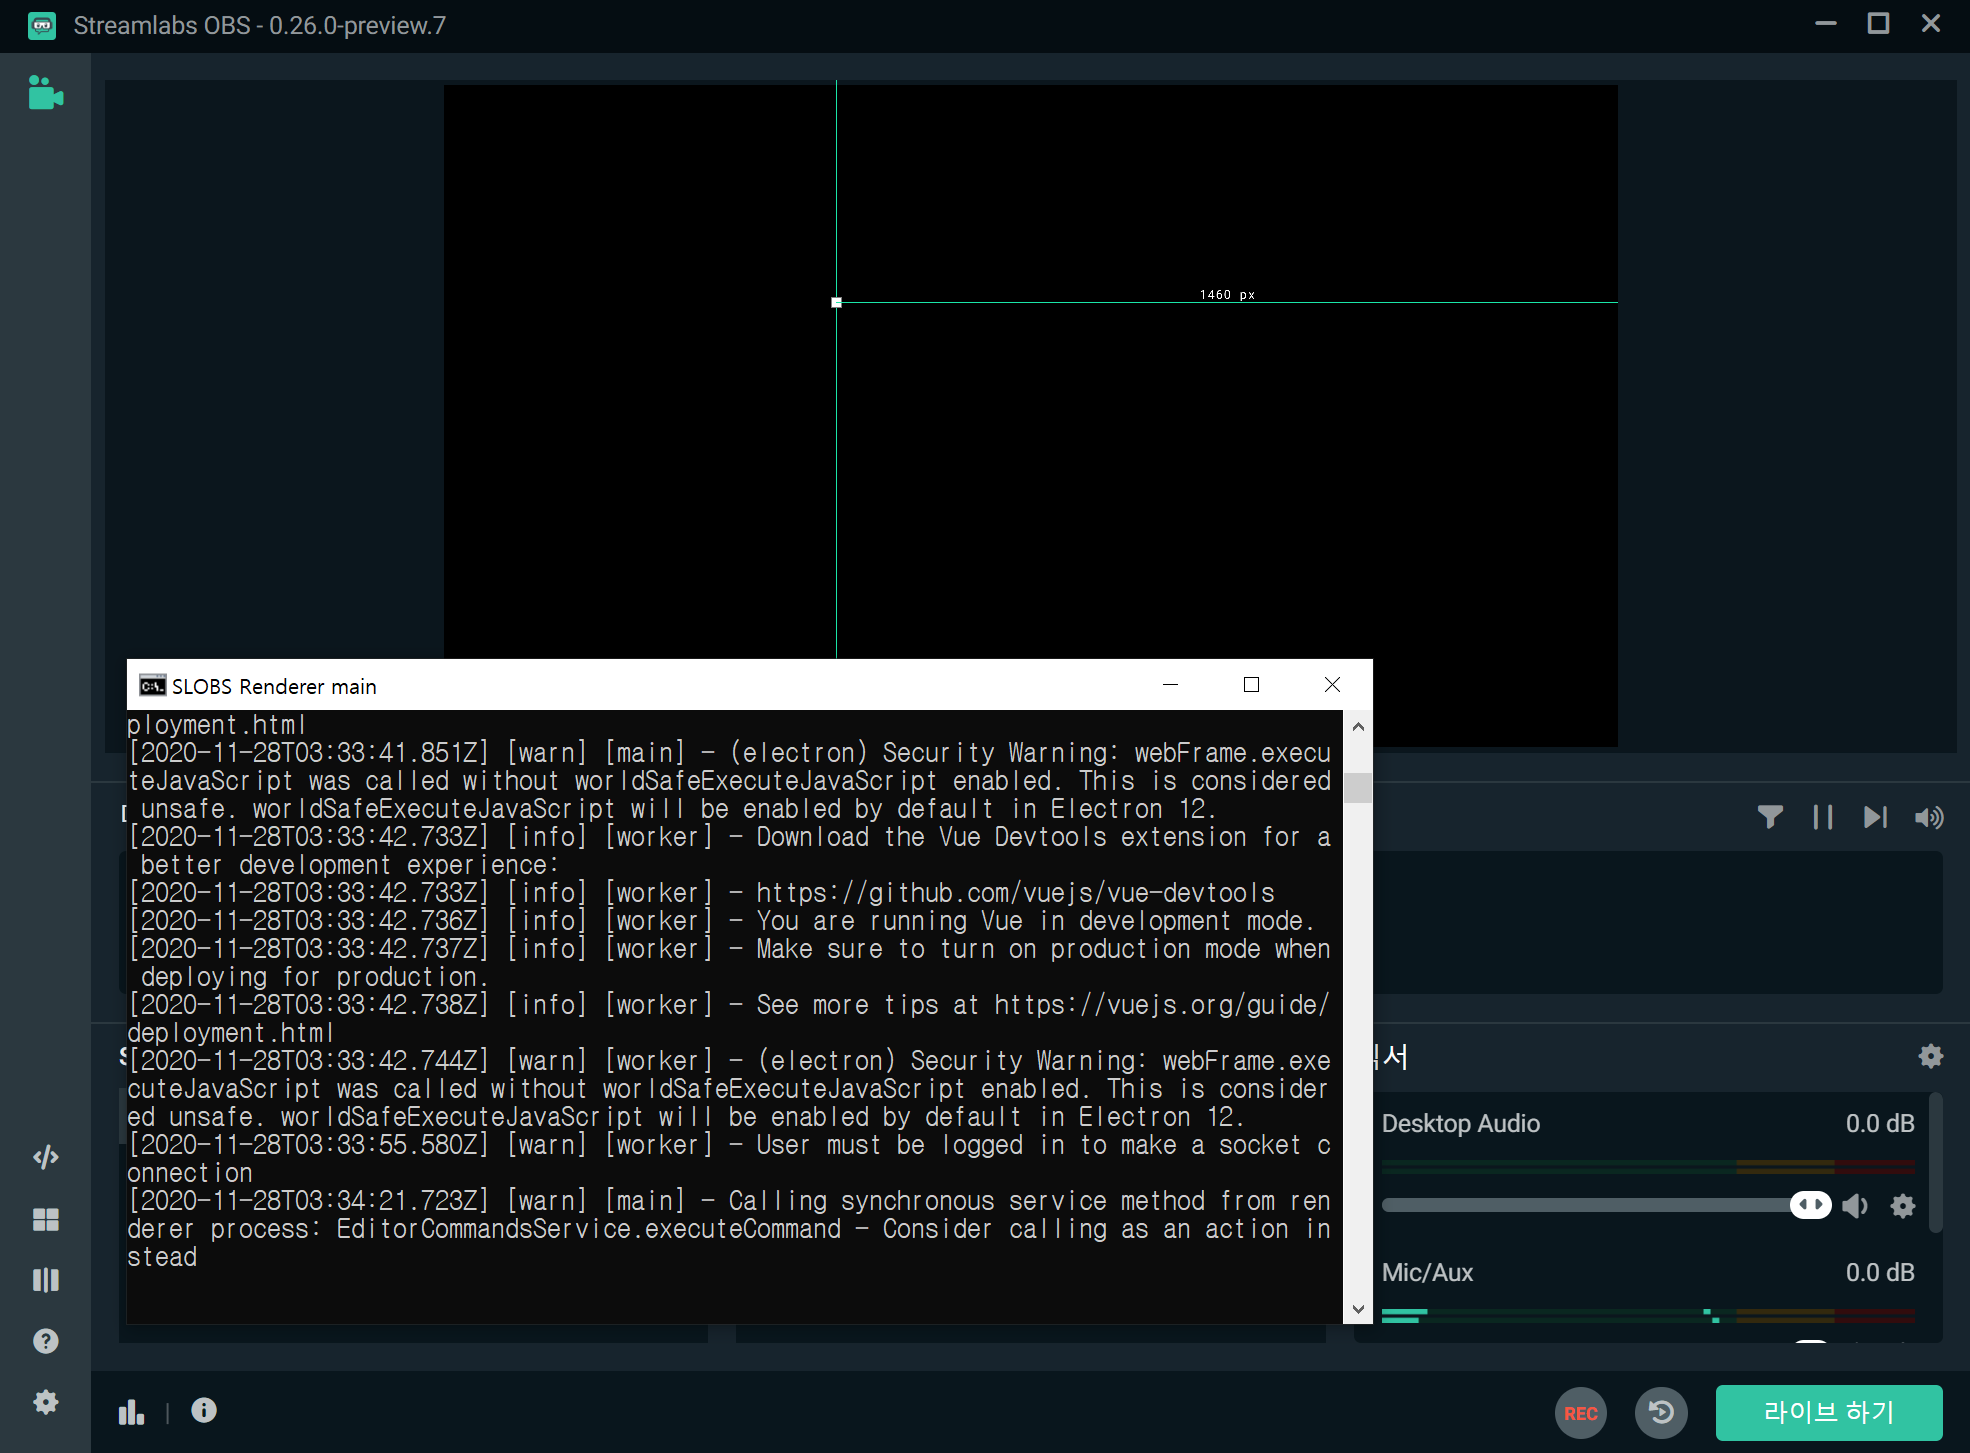 Streamlabs OBS - 0.26.0-preview.7
1460 px
SLOBS Renderer main
ployment.html
[2020-11-28T03:33:41.851Z] [warn] [main] - (electron) Security Warning: webFrame.execu
teJavaScript was called without worldSafeExecuteJavaScript enabled. This is considered
unsafe. worldSafeExecuteJavaScript will be enabled by default in Electron 12.
[2020-11-28T03:33:42.733Z] [info] [worker] - Download the Vue Devtools extension for a
better development experience:
[2020-11-28T03:33:42.733Z] [info] [worker] - https://github.com/vuejs/vue-devtools
[2020-11-28T03:33:42.736Z] [info] [worker] - You are running Vue in development mode.
[2020-11-28T03:33:42.737Z] [info] [worker] - Make sure to turn on production mode when
deploying for production.
[2020-11-28T03:33:42.738Z] [info] [worker] - See more tips at https://vuejs.org/guide/
deployment.html
[2020-11-28T03:33:42.744Z] [warn] [worker] - (electron) Security Warning: webFrame.exe
cuteJavaScript was called without worldSafeExecuteJavaScript enabled. This is consider
ed unsafe. worldSafeExecuteJavaScript will be enabled by default in Electron 12.
[2020-11-28T03:33:55.580Z] [warn] [worker] - User must be logged in to make a socket c
onnection
[2020-11-28T03:34:21.723Z] [warn] [main] - Calling synchronous service method from ren
derer process: EditorCommandsService.executeCommand - Consider calling as an action in
stead
서
Desktop Audio 0.0 dB
Mic/Aux 0.0 dB
REC
라이브 하기